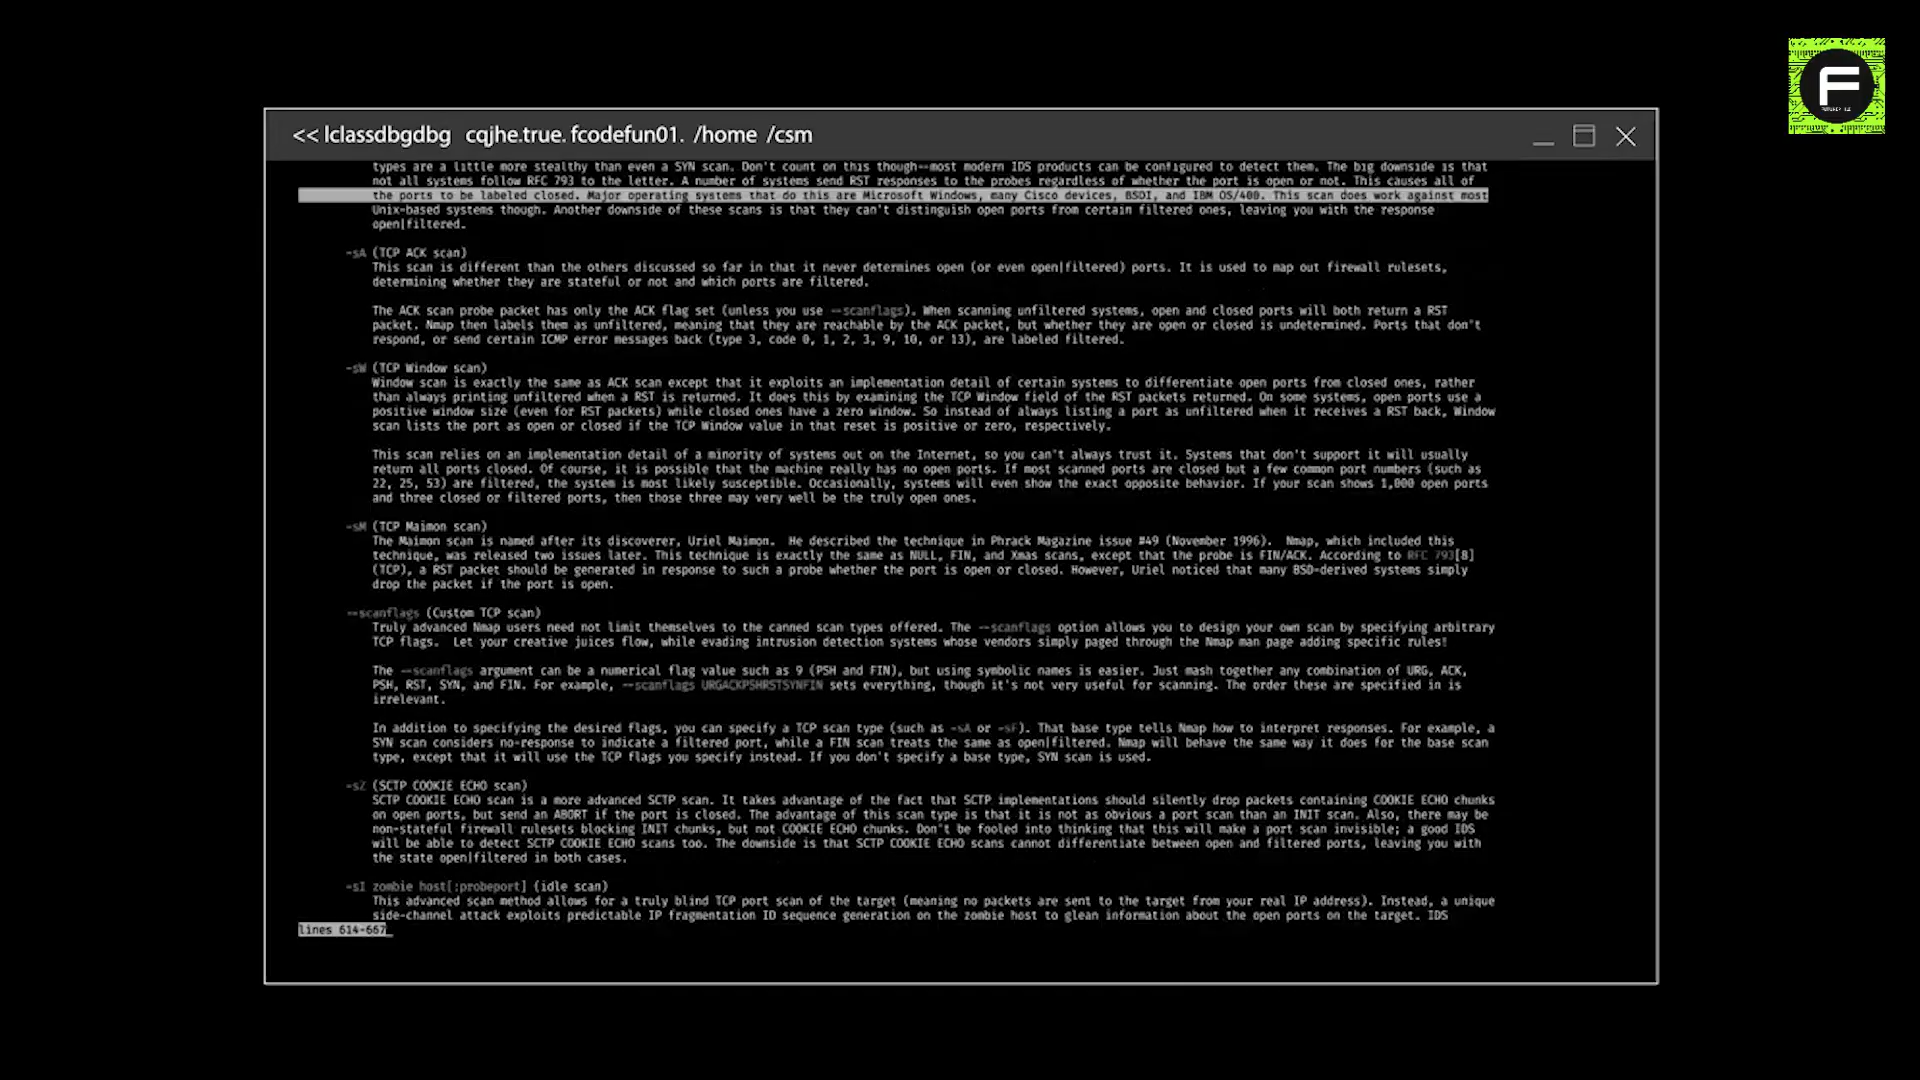 << lclassdbgdbg cqjhe.true. fcodefun01. /home /csm
F
types are a little more stealthy than even a SYN scan. Don't count on this though--most modern IDS products can be configured to detect them. The big downside is that
not all systems follow RFC 793 to the letter. A number of systems send RST responses to the probes regardless of whether the port is open or not. This causes all of
the ports to be labeled closed. Major operating systems that do this are Microsoft Windows, many Cisco devices, BSDI, and IBM OS/400. This scan does work against most
Unix-based systems though. Another downside of these scans is that they can't distinguish open ports from certain filtered ones, leaving you with the response
open|filtered.
-sA (TCP ACK scan)
This scan is different than the others discussed so far in that it never determines open (or even open|filtered) ports. It is used to map out firewall rulesets,
determining whether they are stateful or not and which ports are filtered.
The ACK scan probe packet has only the ACK flag set (unless you use --scanflags). When scanning unfiltered systems, open and closed ports will both return a RST
packet. Nmap then labels them as unfiltered, meaning that they are reachable by the ACK packet, but whether they are open or closed is undetermined. Ports that don't
respond, or send certain ICMP error messages back (type 3, code 0, 1, 2, 3, 9, 10, or 13), are labeled filtered.
-sW (TCP Window scan)
Window scan is exactly the same as ACK scan except that it exploits an implementation detail of certain systems to differentiate open ports from closed ones, rather
than always printing unfiltered when a RST is returned. It does this by examining the TCP Window field of the RST packets returned. On some systems, open ports use a
positive window size (even for RST packets) while closed ones have a zero window. So instead of always listing a port as unfiltered when it receives a RST back, Window
scan lists the port as open or closed if the TCP Window value in that reset is positive or zero, respectively.
This scan relies on an implementation detail of a minority of systems out on the Internet, so you can't always trust it. Systems that don't support it will usually
return all ports closed. Of course, it is possible that the machine really has no open ports. If most scanned ports are closed but a few common port numbers (such as
22, 25, 53) are filtered, the system is most likely susceptible. Occasionally, systems will even show the exact opposite behavior. If your scan shows 1,000 open ports
and three closed or filtered ports, then those three may very well be the truly open ones.
-sM (TCP Maimon scan)
The Maimon scan is named after its discoverer, Uriel Maimon.  He described the technique in Phrack Magazine issue #49 (November 1996).  Nmap, which included this
technique, was released two issues later. This technique is exactly the same as NULL, FIN, and Xmas scans, except that the probe is FIN/ACK. According to RFC 793[8]
(TCP), a RST packet should be generated in response to such a probe whether the port is open or closed. However, Uriel noticed that many BSD-derived systems simply
drop the packet if the port is open.
--scanflags (Custom TCP scan)
Truly advanced Nmap users need not limit themselves to the canned scan types offered. The --scanflags option allows you to design your own scan by specifying arbitrary
TCP flags.  Let your creative juices flow, while evading intrusion detection systems whose vendors simply paged through the Nmap man page adding specific rules!
The --scanflags argument can be a numerical flag value such as 9 (PSH and FIN), but using symbolic names is easier. Just mash together any combination of URG, ACK,
PSH, RST, SYN, and FIN. For example, --scanflags URGACKPSHRSTSYNFIN sets everything, though it's not very useful for scanning. The order these are specified in is
irrelevant.
In addition to specifying the desired flags, you can specify a TCP scan type (such as -sA or -sF). That base type tells Nmap how to interpret responses. For example, a
SYN scan considers no-response to indicate a filtered port, while a FIN scan treats the same as open|filtered. Nmap will behave the same way it does for the base scan
type, except that it will use the TCP flags you specify instead. If you don't specify a base type, SYN scan is used.
-sZ (SCTP COOKIE ECHO scan)
SCTP COOKIE ECHO scan is a more advanced SCTP scan. It takes advantage of the fact that SCTP implementations should silently drop packets containing COOKIE ECHO chunks
on open ports, but send an ABORT if the port is closed. The advantage of this scan type is that it is not as obvious a port scan than an INIT scan. Also, there may be
non-stateful firewall rulesets blocking INIT chunks, but not COOKIE ECHO chunks. Don't be fooled into thinking that this will make a port scan invisible; a good IDS
will be able to detect SCTP COOKIE ECHO scans too. The downside is that SCTP COOKIE ECHO scans cannot differentiate between open and filtered ports, leaving you with
the state open|filtered in both cases.
-sI zombie host[:probeport] (idle scan)
This advanced scan method allows for a truly blind TCP port scan of the target (meaning no packets are sent to the target from your real IP address). Instead, a unique
side-channel attack exploits predictable IP fragmentation ID sequence generation on the zombie host to glean information about the open ports on the target. IDS
lines 614-667